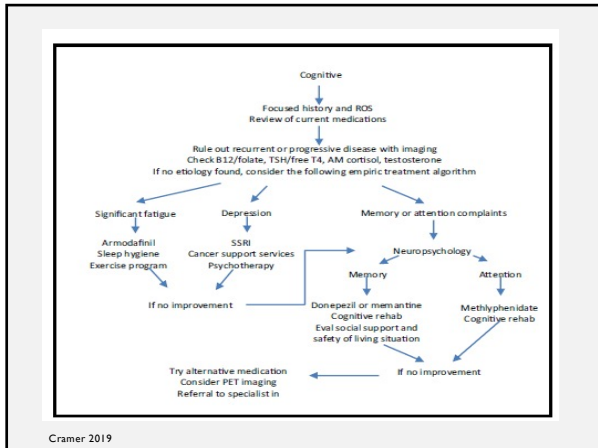 Cognitive
Focused history and ROS
Review of current medications
Rule out recurrent or progressive disease with imaging
Check B12/folate, TSH/free T4, AM cortisol, testosterone
If no etiology found, consider the following empiric treatment algorithm
Significant fatigue
Depression
Memory or attention complaints
Armodafinil
Sleep hygiene
Exercise program
SSRI
Cancer support services
Psychotherapy
Neuropsychology
Memory
Attention
If no improvement
Donepezil or memantine
Cognitive rehab
Eval social support and
safety of living situation
Methlyphenidate
Cognitive rehab
If no improvement
Try alternative medication
Consider PET imaging
Referral to specialist in
Cramer 2019